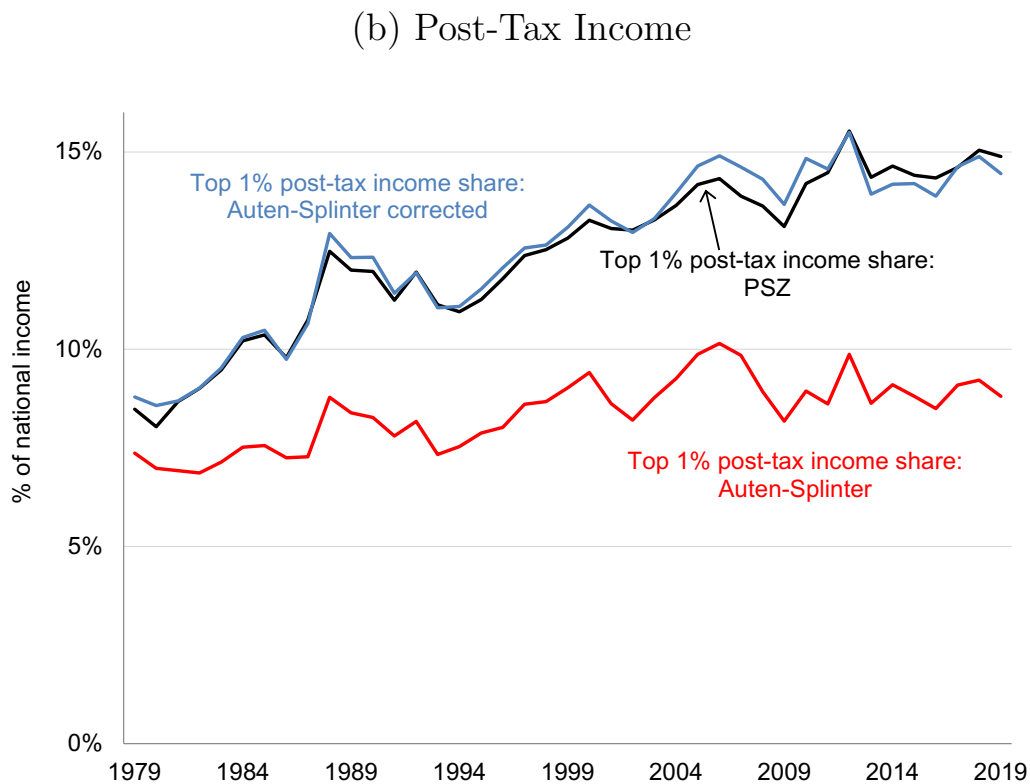 (b) Post-Tax Income
% of national income
15%
10%
5%
0%
Top 1% post-tax income share:
Auten-Splinter corrected
Top 1% post-tax income share:
PSZ
Top 1% post-tax income share:
Auten-Splinter
1979 1984 1989 1994 1999 2004 2009 2014 2019